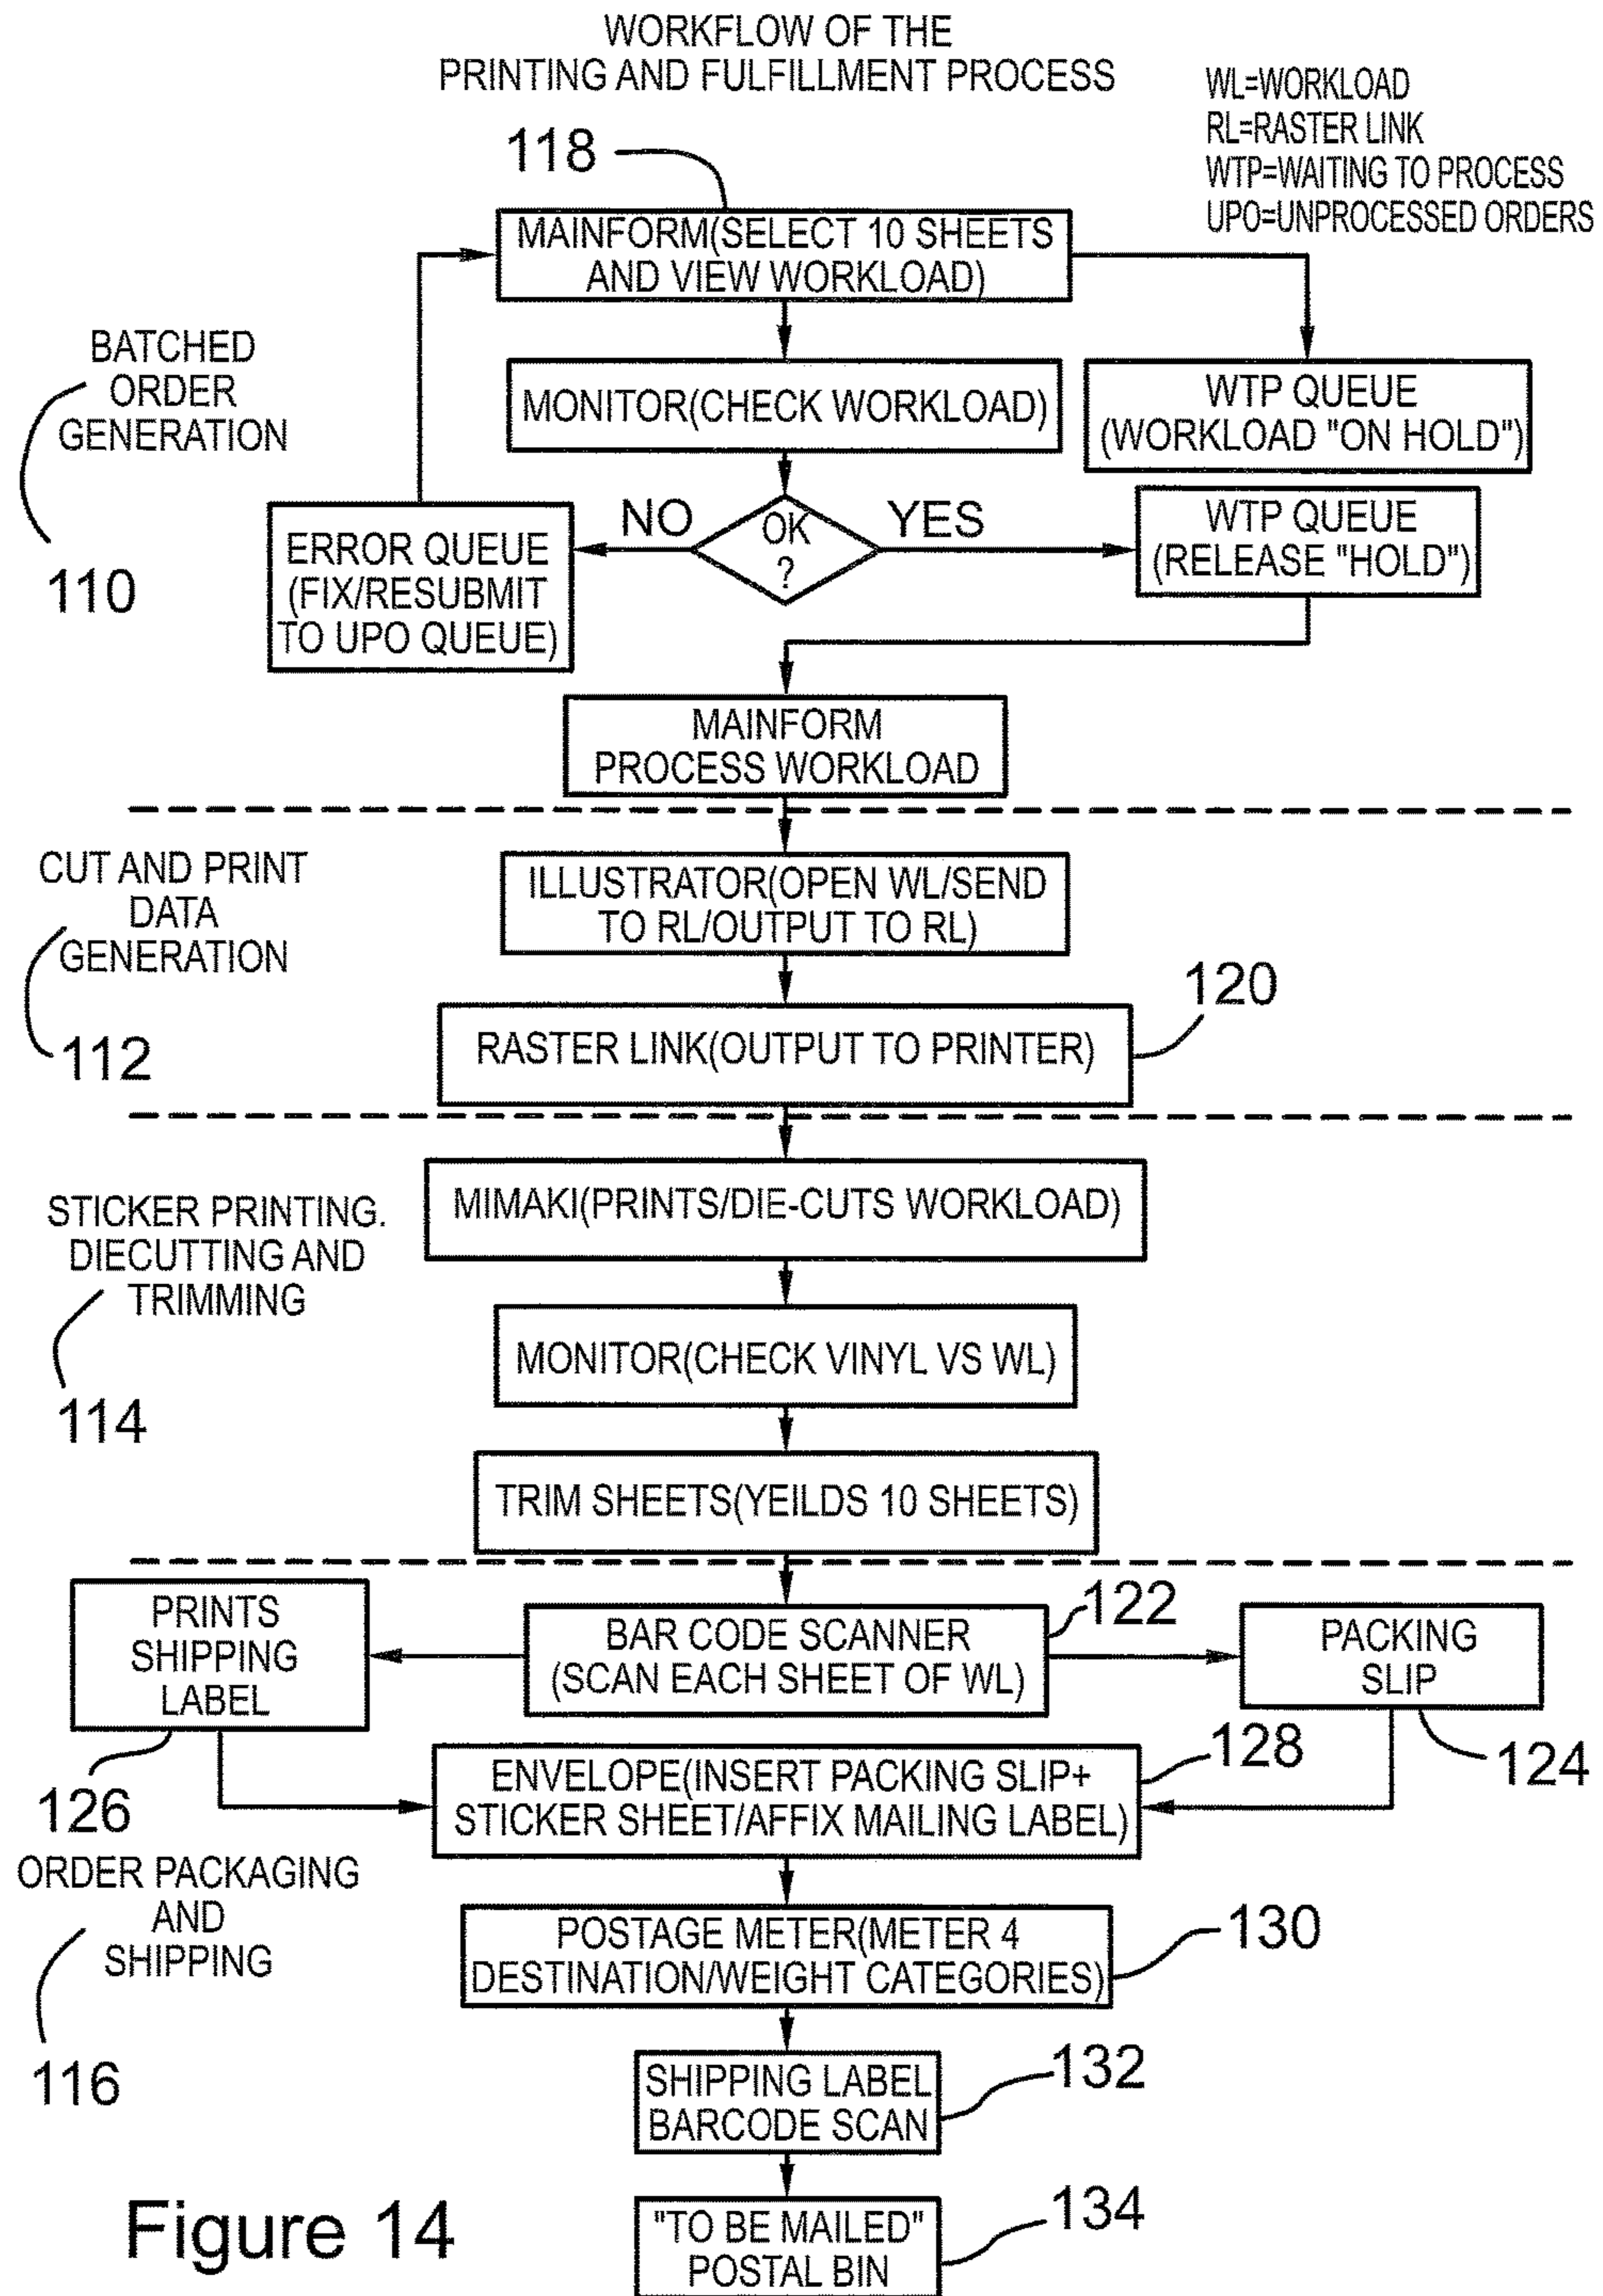 WORKFLOW OF THE
PRINTING AND FULFILLMENT PROCESS
WL=WORKLOAD
RL=RASTER LINK
WTP=WAITING TO PROCESS
UPO=UNPROCESSED ORDERS
118
MAINFORM(SELECT 10 SHEETS
AND VIEW WORKLOAD)
BATCHED
ORDER
GENERATION
110
MONITOR(CHECK WORKLOAD)
WTP QUEUE
(WORKLOAD "ON HOLD")
NO
OK
?
YES
WTP QUEUE
(RELEASE "HOLD")
ERROR QUEUE
(FIX/RESUBMIT
TO UPO QUEUE)
MAINFORM
PROCESS WORKLOAD
CUT AND PRINT
DATA
GENERATION
112
ILLUSTRATOR(OPEN WL/SEND
TO RL/OUTPUT TO RL)
120
RASTER LINK(OUTPUT TO PRINTER)
STICKER PRINTING.
DIECUTTING AND
TRIMMING
114
MIMAKI(PRINTS/DIE-CUTS WORKLOAD)
MONITOR(CHECK VINYL VS WL)
TRIM SHEETS(YEILDS 10 SHEETS)
PRINTS
SHIPPING
LABEL
126
BAR CODE SCANNER
(SCAN EACH SHEET OF WL)
122
PACKING
SLIP
124
ENVELOPE(INSERT PACKING SLIP+
STICKER SHEET/AFFIX MAILING LABEL)
128
ORDER PACKAGING
AND
SHIPPING
116
POSTAGE METER(METER 4
DESTINATION/WEIGHT CATEGORIES)
130
SHIPPING LABEL
BARCODE SCAN
132
"TO BE MAILED"
POSTAL BIN
134
Figure 14